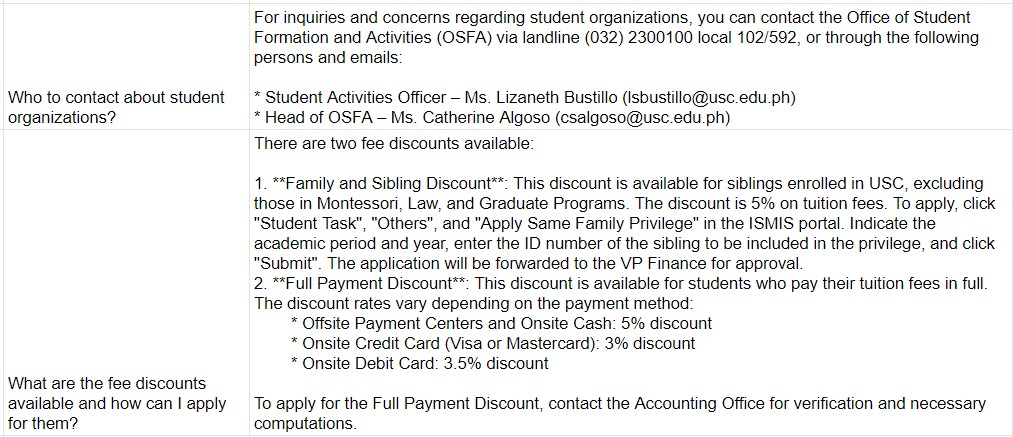 For inquiries and concerns regarding student organizations, you can contact the Office of Student
Formation and Activities (OSFA) via landline (032) 2300100 local 102/592, or through the following
persons and emails:
Who to contact about student
organizations?
* Student Activities Officer – Ms. Lizaneth Bustillo (lsbustillo@usc.edu.ph)
* Head of OSFA – Ms. Catherine Algoso (csalgoso@usc.edu.ph)
There are two fee discounts available:
1. **Family and Sibling Discount**: This discount is available for siblings enrolled in USC, excluding
those in Montessori, Law, and Graduate Programs. The discount is 5% on tuition fees. To apply, click
"Student Task", "Others", and "Apply Same Family Privilege" in the ISMIS portal. Indicate the
academic period and year, enter the ID number of the sibling to be included in the privilege, and click
"Submit". The application will be forwarded to the VP Finance for approval.
2. **Full Payment Discount**: This discount is available for students who pay their tuition fees in full.
The discount rates vary depending on the payment method:
* Offsite Payment Centers and Onsite Cash: 5% discount
* Onsite Credit Card (Visa or Mastercard): 3% discount
* Onsite Debit Card: 3.5% discount
What are the fee discounts
available and how can I apply
for them?
To apply for the Full Payment Discount, contact the Accounting Office for verification and necessary
computations.